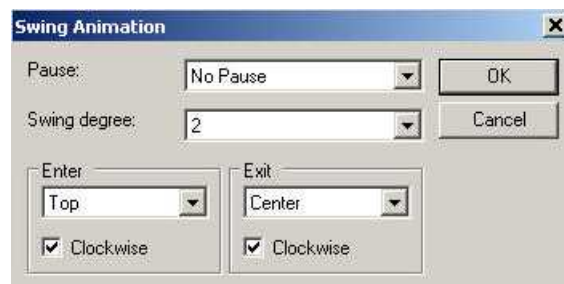 Swing Animation
Pause: No Pause OK
Swing degree: 2 Cancel
Enter Exit
Top Center
Clockwise Clockwise